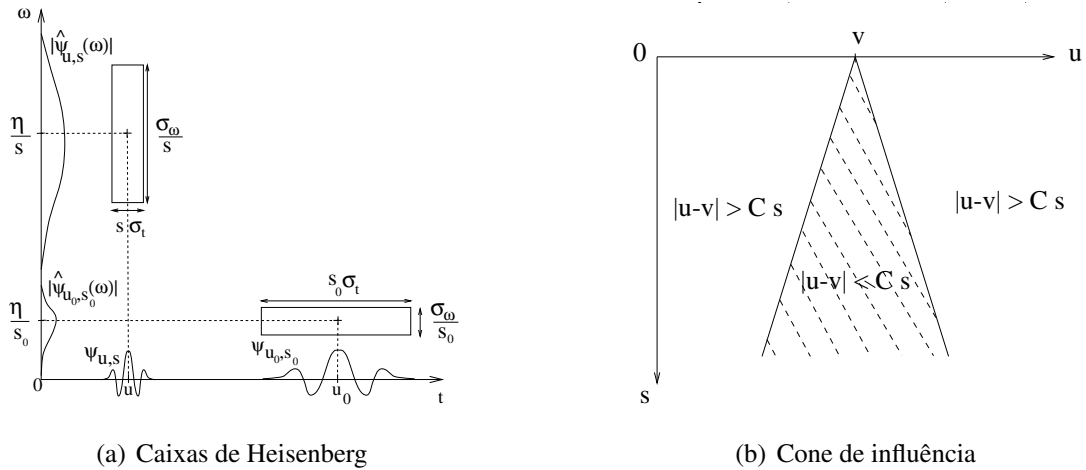 ω
|ψ̂u,s(ω)|
η/s
σω/s
s σt
|ψ̂u0,s0(ω)|
η/s0
s0σt
σω/s0
ψu,s
ψu0,s0
0
u
u0
t
(a) Caixas de Heisenberg
0
v
u
|u-v| > C s
|u-v| > C s
|u-v| < C s
s
(b) Cone de influência